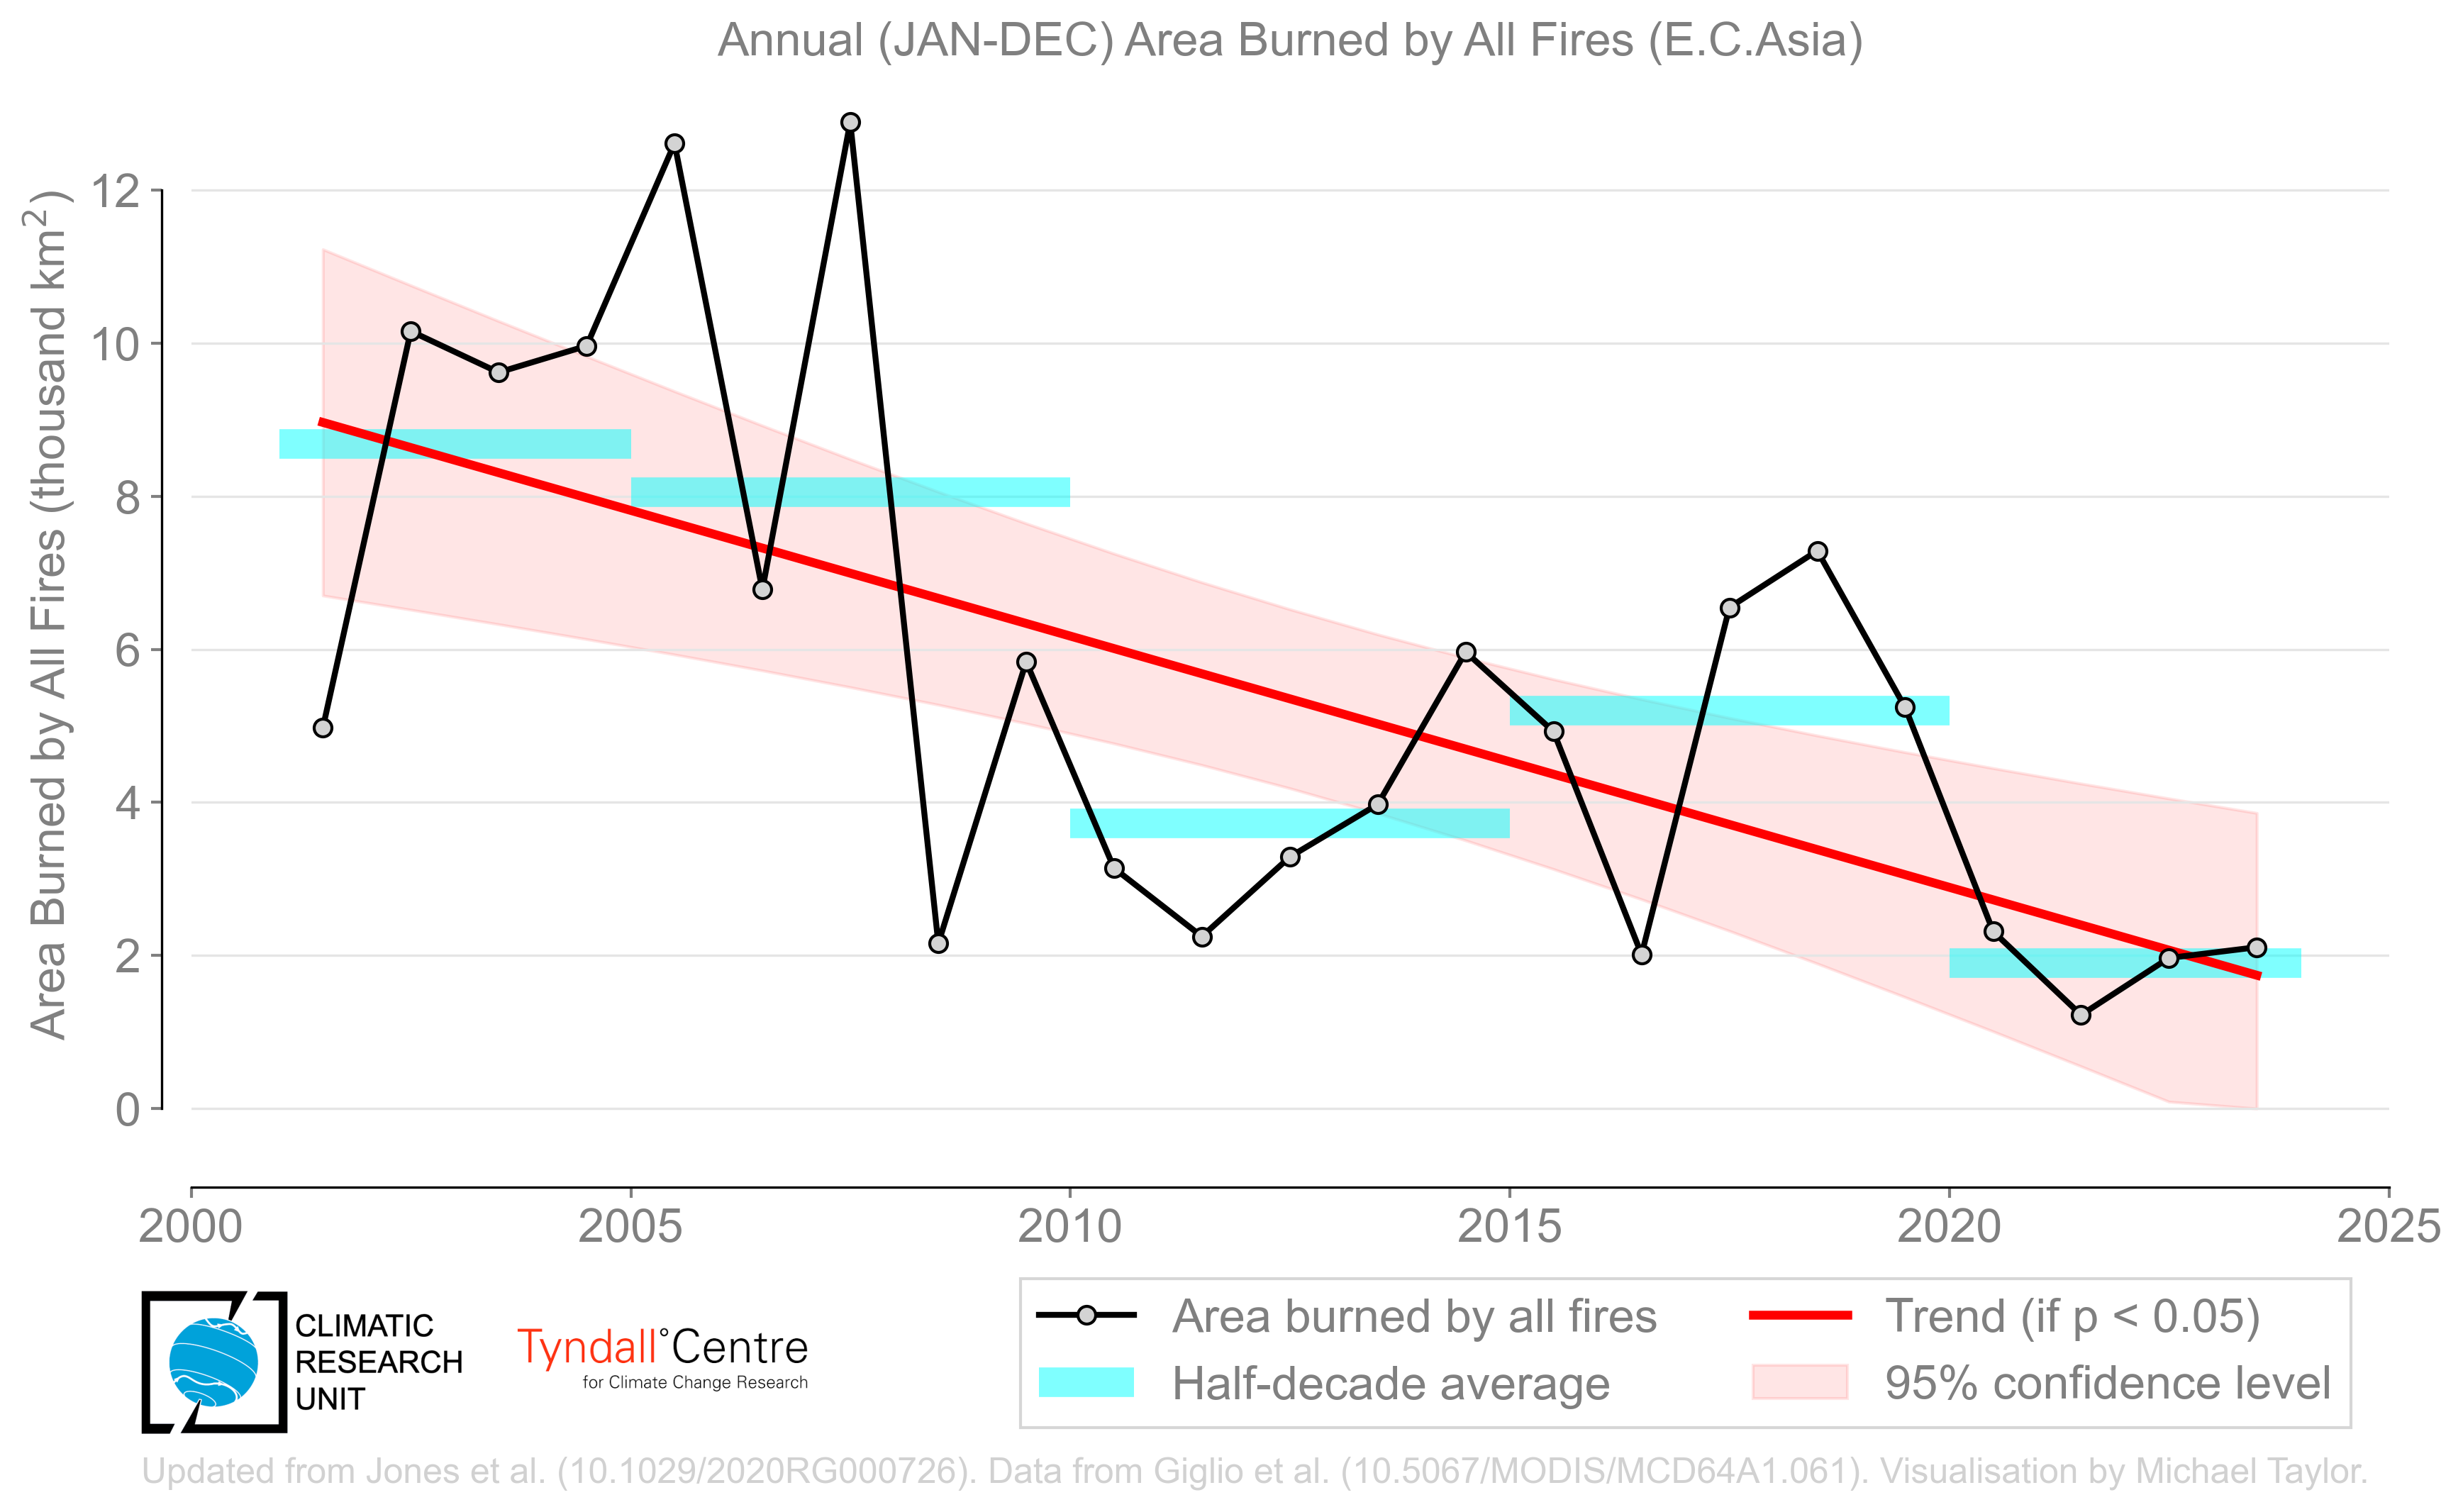 Annual (JAN-DEC) Area Burned by All Fires (E.C.Asia)
Area Burned by All Fires (thousand km²)
12
10
8
6
4
2
0
2000 2005 2010 2015 2020 2025
CLIMATIC
RESEARCH
UNIT
Tyndall°Centre
for Climate Change Research
Area burned by all fires
Half-decade average
Trend (if p < 0.05)
95% confidence level
Updated from Jones et al. (10.1029/2020RG000726). Data from Giglio et al. (10.5067/MODIS/MCD64A1.061). Visualisation by Michael Taylor.